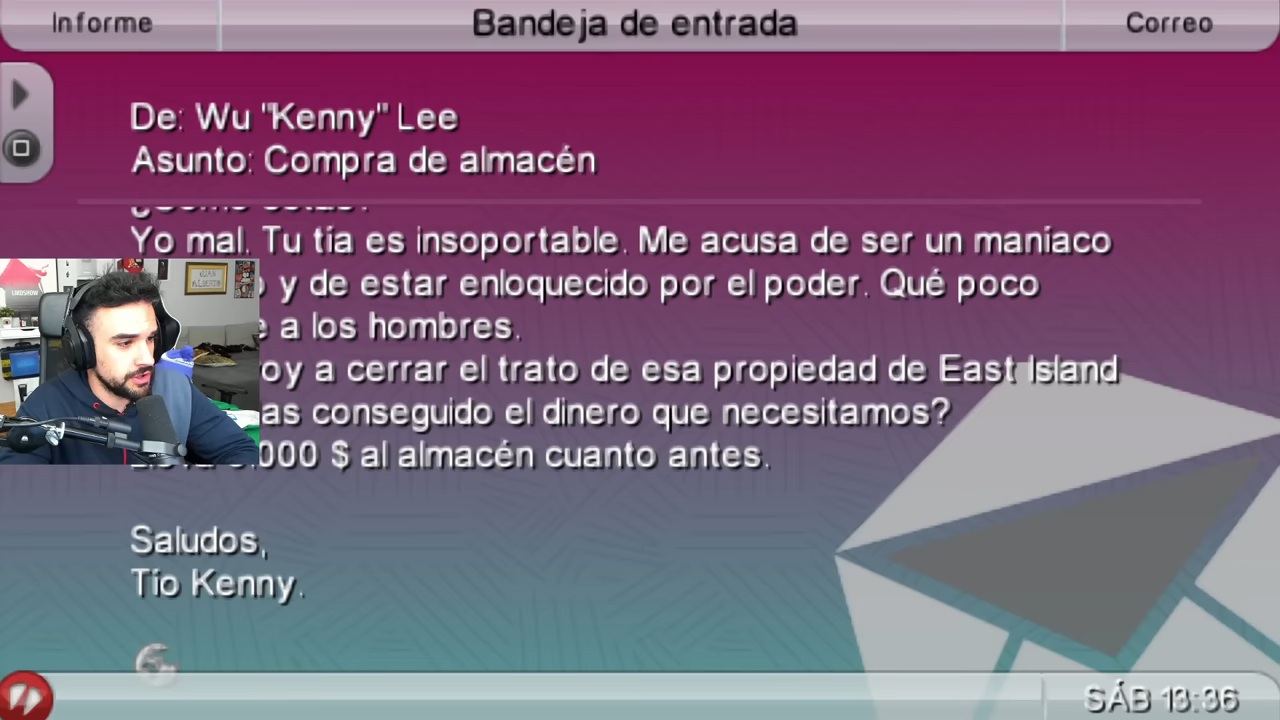 Informe
Bandeja de entrada
Correo
De: Wu "Kenny" Lee
Asunto: Compra de almacén
Yo mal. Tu tía es insoportable. Me acusa de ser un maníaco
y de estar enloquecido por el poder. Qué poco
a los hombres.
a cerrar el trato de esa propiedad de East Island
conseguido el dinero que necesitamos?
.000 $ al almacén cuanto antes.
Saludos,
Tío Kenny.
SÁB 13:36